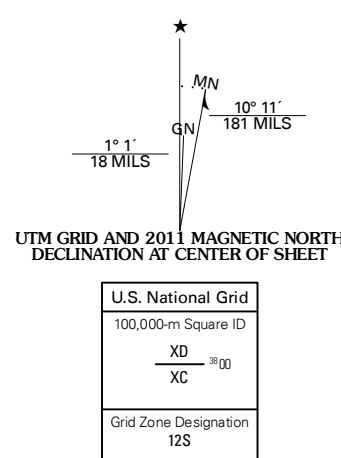 ★
MN
GN
10° 11´
181 MILS
1° 1´
18 MILS
UTM GRID AND 2011 MAGNETIC NORTH
DECLINATION AT CENTER OF SHEET
U.S. National Grid
100,000-m Square ID
XD
3800
XC
Grid Zone Designation
12S